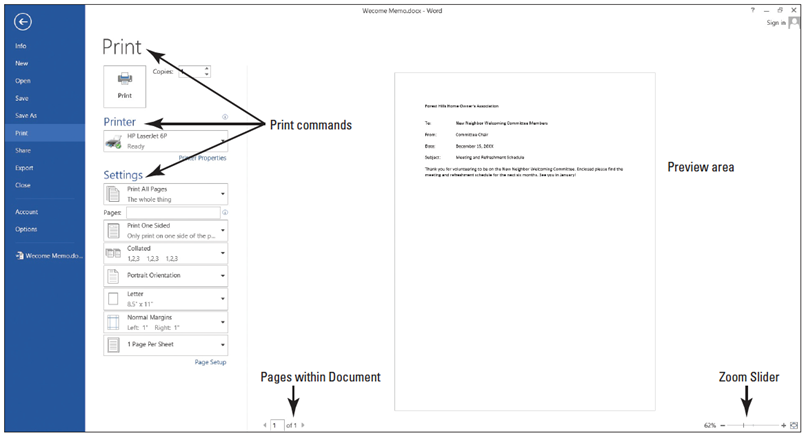 Wecome Memo.docx - Word
?
Sign in
Info
New
Open
Save
Save As
Print
Share
Export
Close
Account
Options
Wecome Memo.do...
Print
Print
Copies:
Printer
HP LaserJet 6P
Ready
Printer Properties
Settings
Print All Pages
The whole thing
Pages:
Print One Sided
Only print on one side of the p...
Collated
1,2,3 1,2,3 1,2,3
Portrait Orientation
Letter
8.5" x 11"
Normal Margins
Left: 1" Right: 1"
1 Page Per Sheet
Page Setup
Print commands
Forest Hills Home Owner's Association
To: New Neighbor Welcoming Committee Members
From: Committee Chair
Date: December 15, 20XX
Subject: Meeting and Refreshment Schedule
Thank you for volunteering to be on the New Neighbor Welcoming Committee. Enclosed please find the
meeting and refreshment schedule for the next six months. See you in January!
Preview area
Pages within Document
1 of 1
Zoom Slider
62%